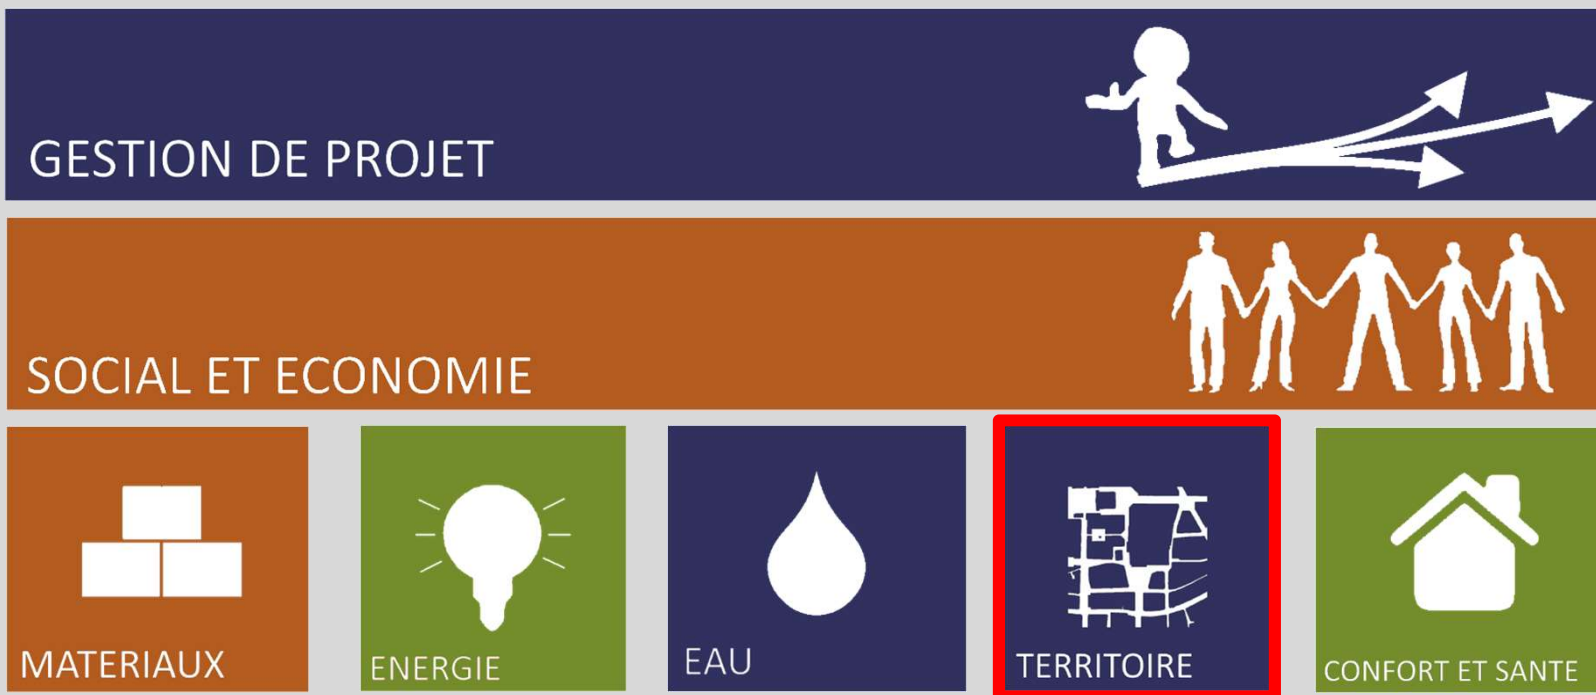 GESTION DE PROJET
SOCIAL ET ECONOMIE
MATERIAUX
ENERGIE
EAU
TERRITOIRE
CONFORT ET SANTE